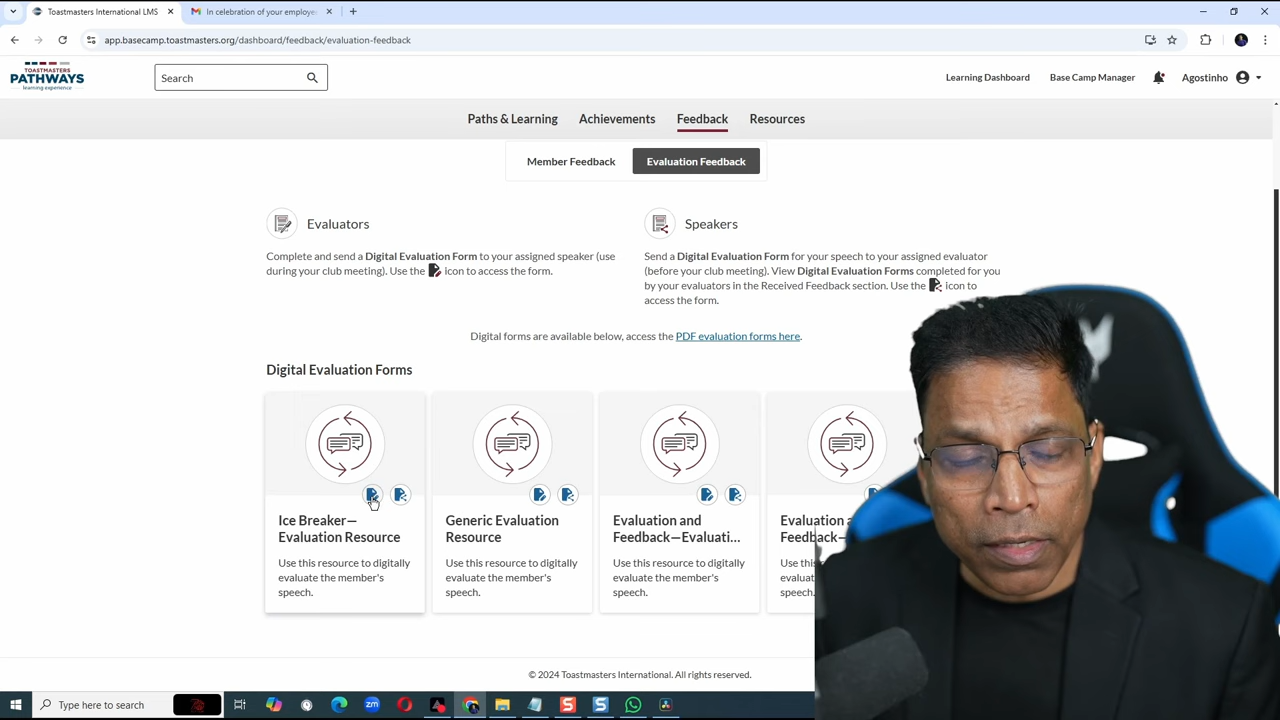 Toastmasters International LMS
In celebration of your employe
app.basecamp.toastmasters.org/dashboard/feedback/evaluation-feedback
TOASTMASTERS
PATHWAYS
learning experience
Search
Learning Dashboard
Base Camp Manager
Agostinho
Paths & Learning
Achievements
Feedback
Resources
Member Feedback
Evaluation Feedback
Evaluators
Complete and send a Digital Evaluation Form to your assigned speaker (use
during your club meeting). Use the icon to access the form.
Speakers
Send a Digital Evaluation Form for your speech to your assigned evaluator
(before your club meeting). View Digital Evaluation Forms completed for you
by your evaluators in the Received Feedback section. Use the icon to
access the form.
Digital forms are available below, access the PDF evaluation forms here.
Digital Evaluation Forms
Ice Breaker—
Evaluation Resource
Use this resource to digitally
evaluate the member's
speech.
Generic Evaluation
Resource
Use this resource to digitally
evaluate the member's
speech.
Evaluation and
Feedback—Evaluati...
Use this resource to digitally
evaluate the member's
speech.
Evaluation a
Feedback—
Use this
evaluat
speech.
© 2024 Toastmasters International. All rights reserved.
Type here to search